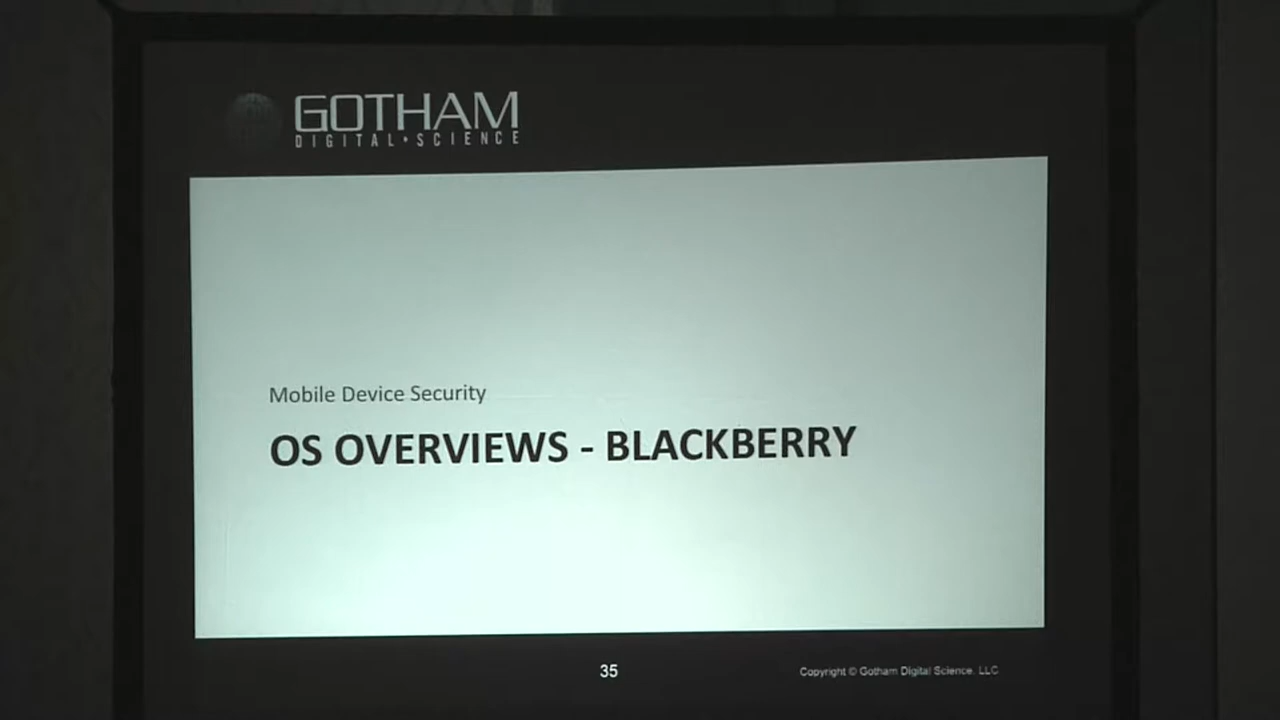 GOTHAM
DIGITAL•SCIENCE
Mobile Device Security
OS OVERVIEWS - BLACKBERRY
35
Copyright © Gotham Digital Science, LLC